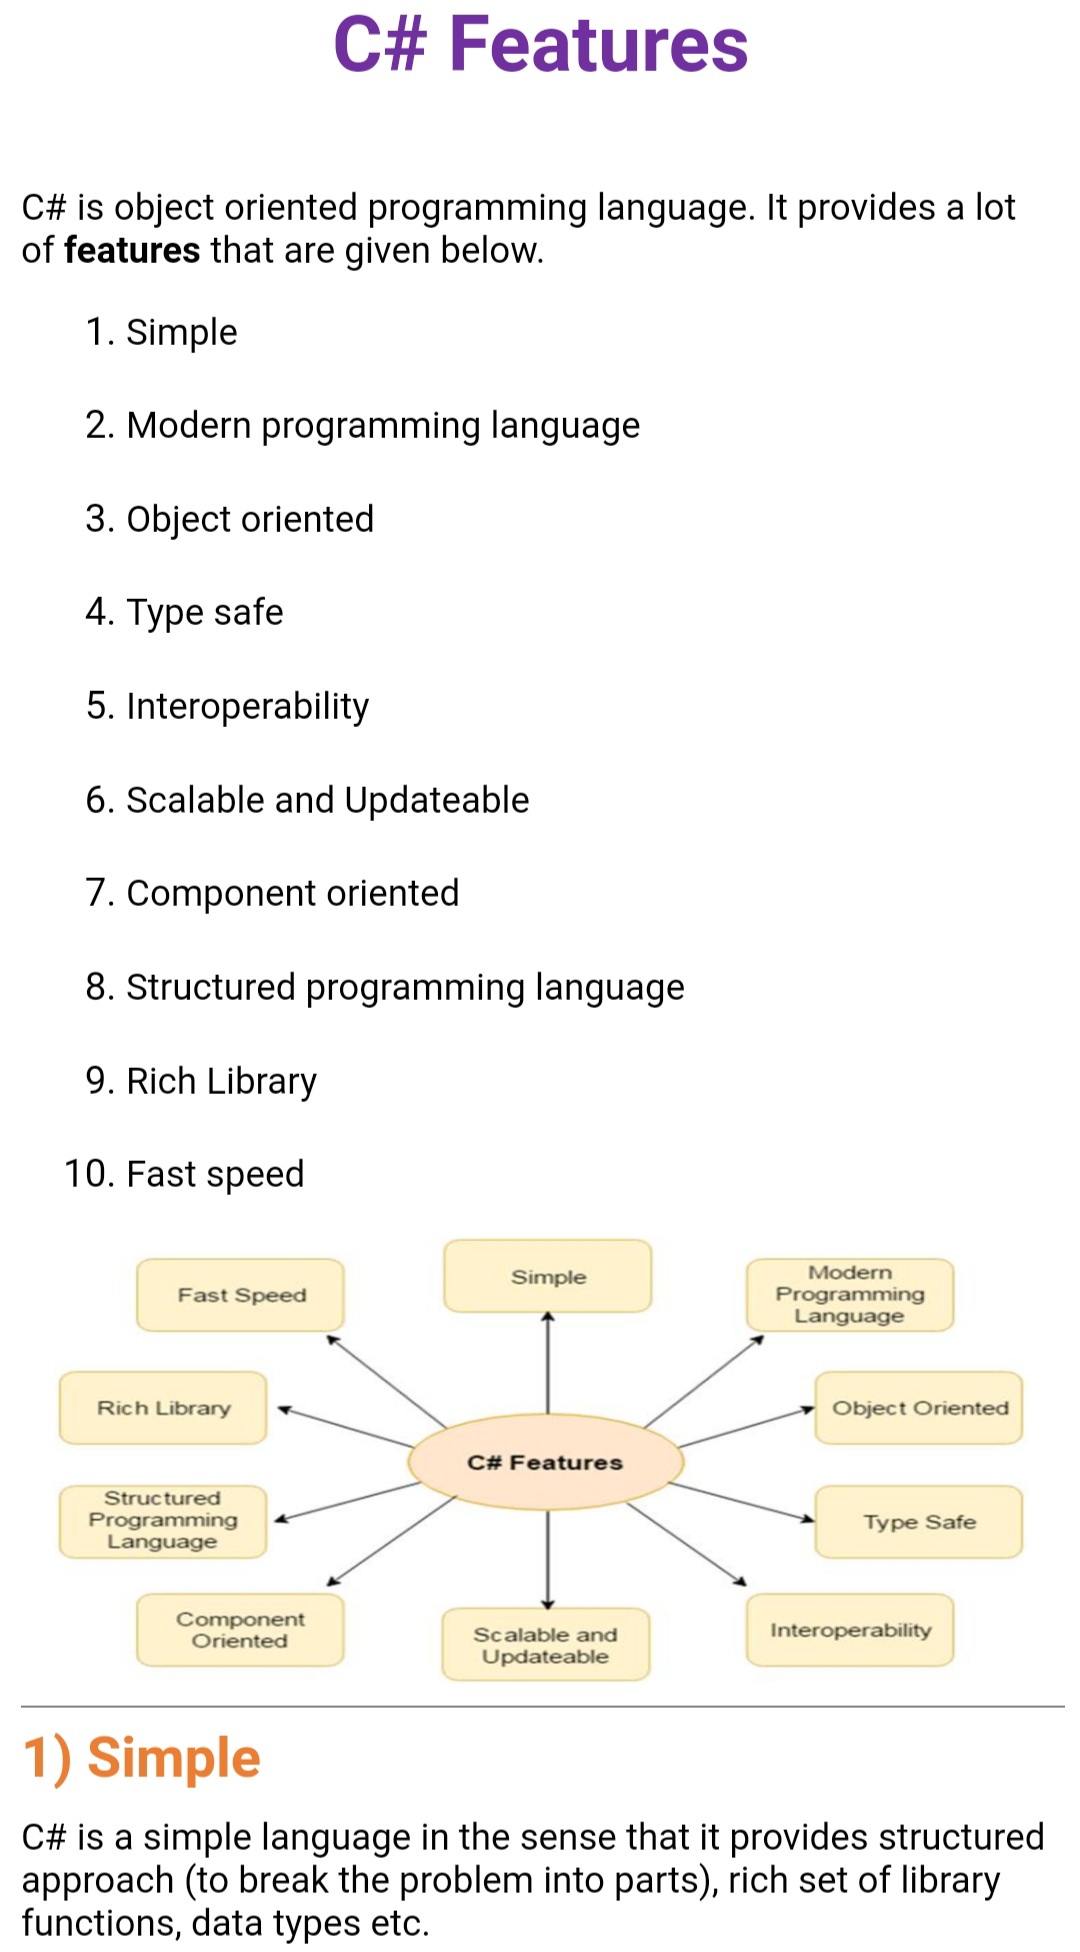 C# Features
C# is object oriented programming language. It provides a lot
of features that are given below.
1. Simple
2. Modern programming language
3. Object oriented
4. Type safe
5. Interoperability
6. Scalable and Updateable
7. Component oriented
8. Structured programming language
9. Rich Library
10. Fast speed
Simple
Fast Speed
Modern
Programming
Language
Rich Library
Object Oriented
C# Features
Structured
Programming
Language
Type Safe
Component
Oriented
Scalable and
Updateable
Interoperability
1) Simple
C# is a simple language in the sense that it provides structured
approach (to break the problem into parts), rich set of library
functions, data types etc.